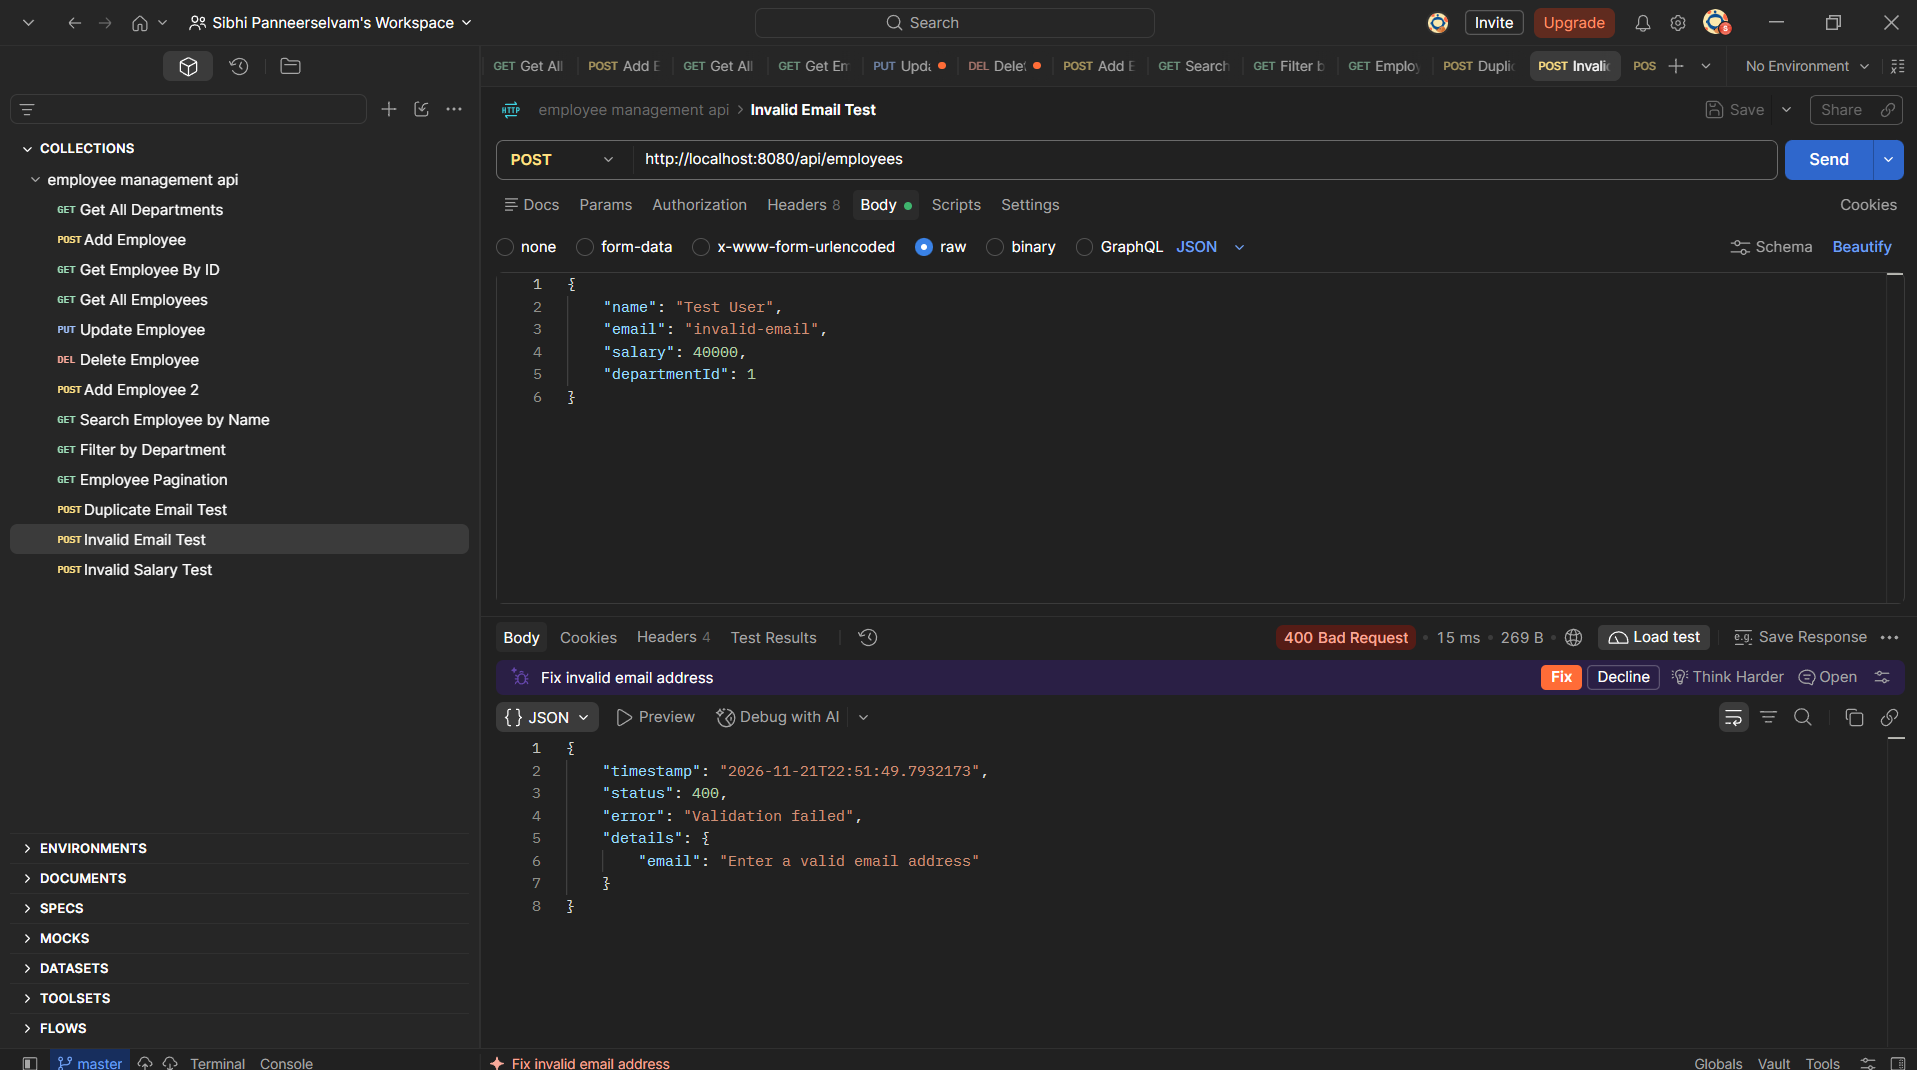 Sibhi Panneerselvam's Workspace
Search
Invite
Upgrade
GET Get All
POST Add E
GET Get All
GET Get Em
PUT Upda
DEL Delet
POST Add E
GET Search
GET Filter b
GET Employ
POST Duplic
POST Invalid
POS
No Environment
COLLECTIONS
employee management api
GET Get All Departments
POST Add Employee
GET Get Employee By ID
GET Get All Employees
PUT Update Employee
DEL Delete Employee
POST Add Employee 2
GET Search Employee by Name
GET Filter by Department
GET Employee Pagination
POST Duplicate Email Test
POST Invalid Email Test
POST Invalid Salary Test
ENVIRONMENTS
DOCUMENTS
SPECS
MOCKS
DATASETS
TOOLSETS
FLOWS
HTTP employee management api > Invalid Email Test
Save
Share
POST http://localhost:8080/api/employees
Send
Docs Params Authorization Headers 8 Body Scripts Settings
Cookies
none form-data x-www-form-urlencoded raw binary GraphQL JSON
Schema Beautify
1 {
2 "name": "Test User",
3 "email": "invalid-email",
4 "salary": 40000,
5 "departmentId": 1
6 }
Body Cookies Headers 4 Test Results
400 Bad Request • 15 ms • 269 B •
Load test
e.g. Save Response
Fix invalid email address
Fix Decline Think Harder Open
{} JSON Preview Debug with AI
1 {
2 "timestamp": "2026-11-21T22:51:49.7932173",
3 "status": 400,
4 "error": "Validation failed",
5 "details": {
6 "email": "Enter a valid email address"
7 }
8 }
master Terminal Console
Fix invalid email address
Globals Vault Tools